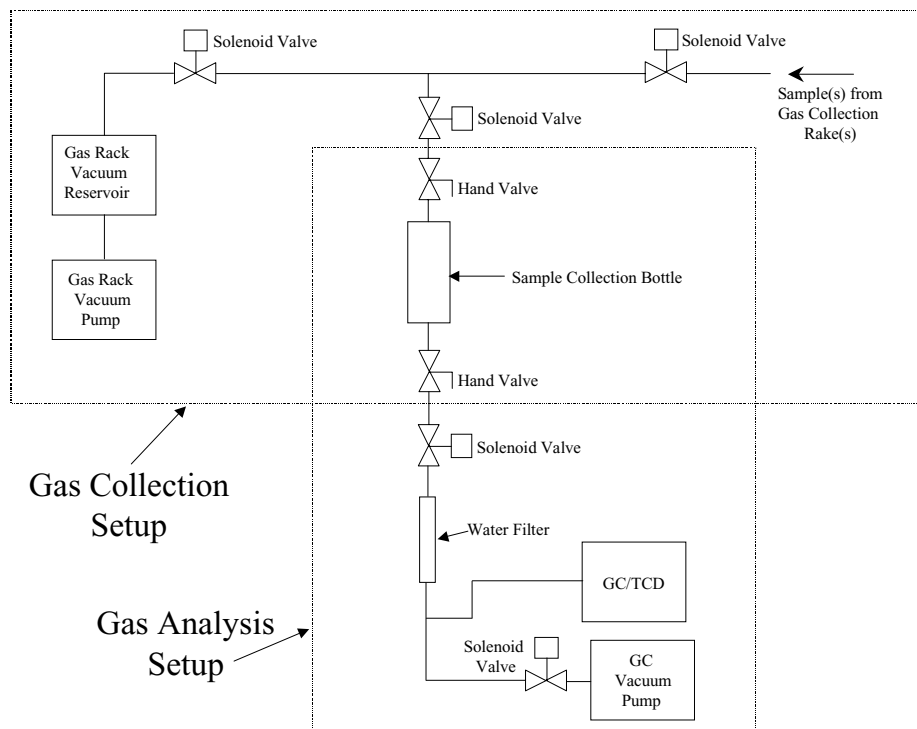 Solenoid Valve
Solenoid Valve
Sample(s) from
Gas Collection
Rake(s)
Solenoid Valve
Gas Rack
Vacuum
Reservoir
Hand Valve
Gas Rack
Vacuum
Pump
Sample Collection Bottle
Hand Valve
Solenoid Valve
Gas Collection
Setup
Water Filter
GC/TCD
Gas Analysis
Setup
Solenoid
Valve
GC
Vacuum
Pump